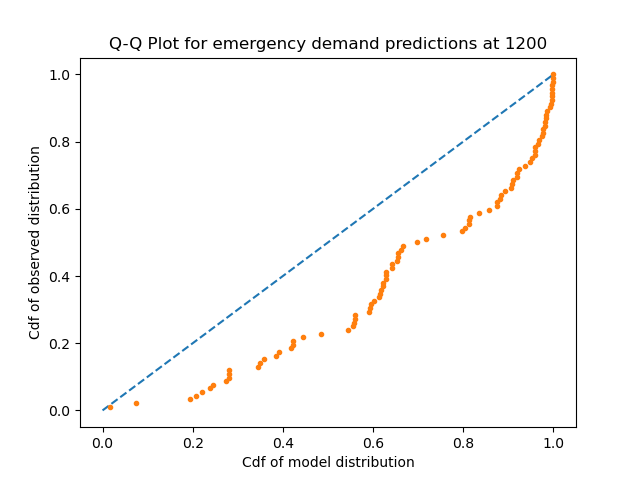 Q-Q Plot for emergency demand predictions at 1200
1.0
0.8
0.6
0.4
0.2
0.0
Cdf of observed distribution
0.0 0.2 0.4 0.6 0.8 1.0
Cdf of model distribution